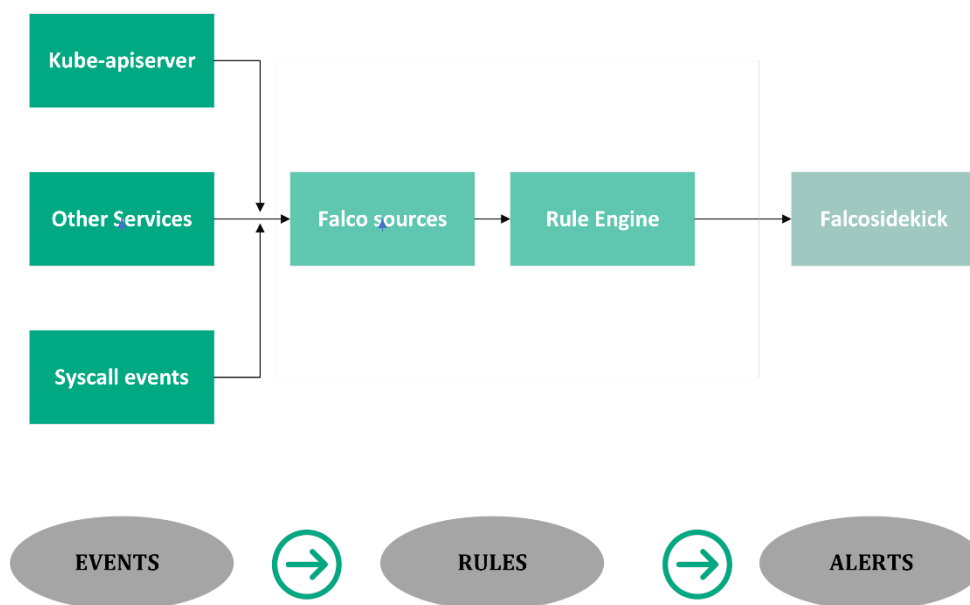 Kube-apiserver
Other Services
Falco sources
Rule Engine
Falcosidekick
Syscall events
EVENTS
RULES
ALERTS